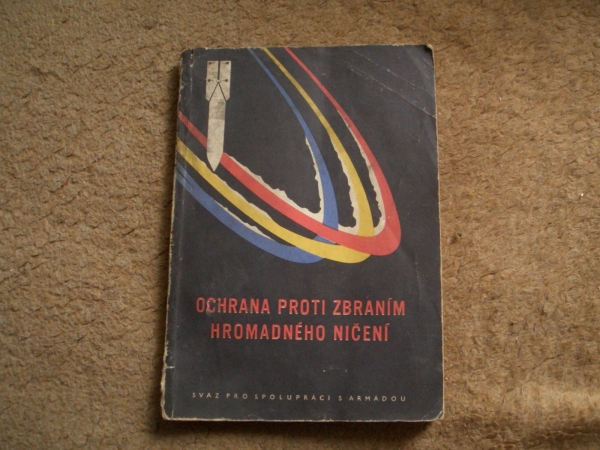 OCHRANA PROTI ZBRANÍM
HROMADNÉHO NIČENÍ
SVAZ PRO SPOLUPRÁCI S ARMÁDOU